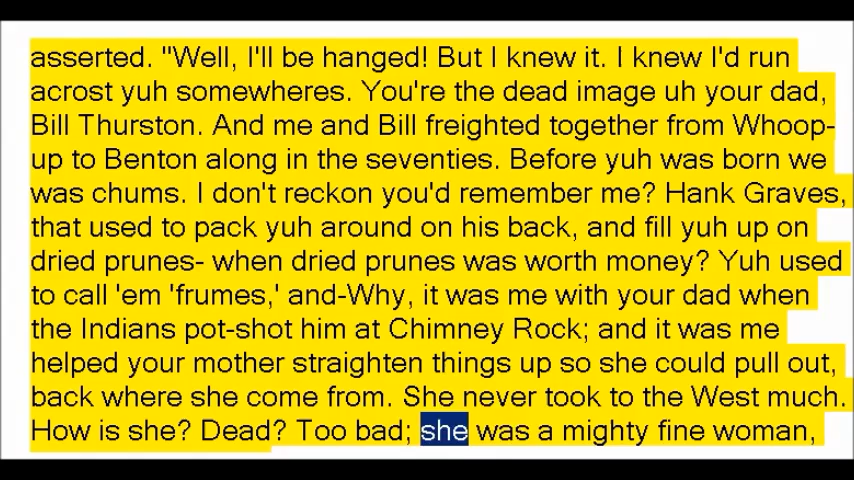 asserted. "Well, I'll be hanged! But I knew it. I knew I'd run
acrost yuh somewheres. You're the dead image uh your dad,
Bill Thurston. And me and Bill freighted together from Whoop-
up to Benton along in the seventies. Before yuh was born we
was chums. I don't reckon you'd remember me? Hank Graves,
that used to pack yuh around on his back, and fill yuh up on
dried prunes- when dried prunes was worth money? Yuh used
to call 'em 'frumes,' and-Why, it was me with your dad when
the Indians pot-shot him at Chimney Rock; and it was me
helped your mother straighten things up so she could pull out,
back where she come from. She never took to the West much.
How is she? Dead? Too bad; she was a mighty fine woman,